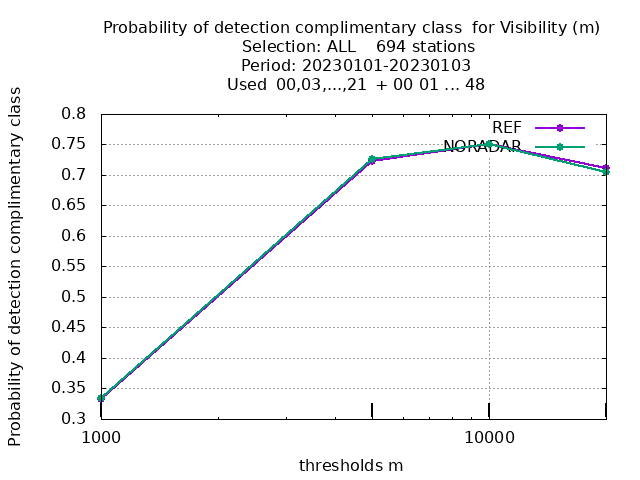 Probability of detection complimentary class  for Visibility (m)
Selection: ALL    694 stations
Period: 20230101-20230103
Used  00,03,...,21  + 00 01 ... 48
Probability of detection complimentary class
0.8
0.75
0.7
0.65
0.6
0.55
0.5
0.45
0.4
0.35
0.3
REF
NORADAR
1000
10000
thresholds m